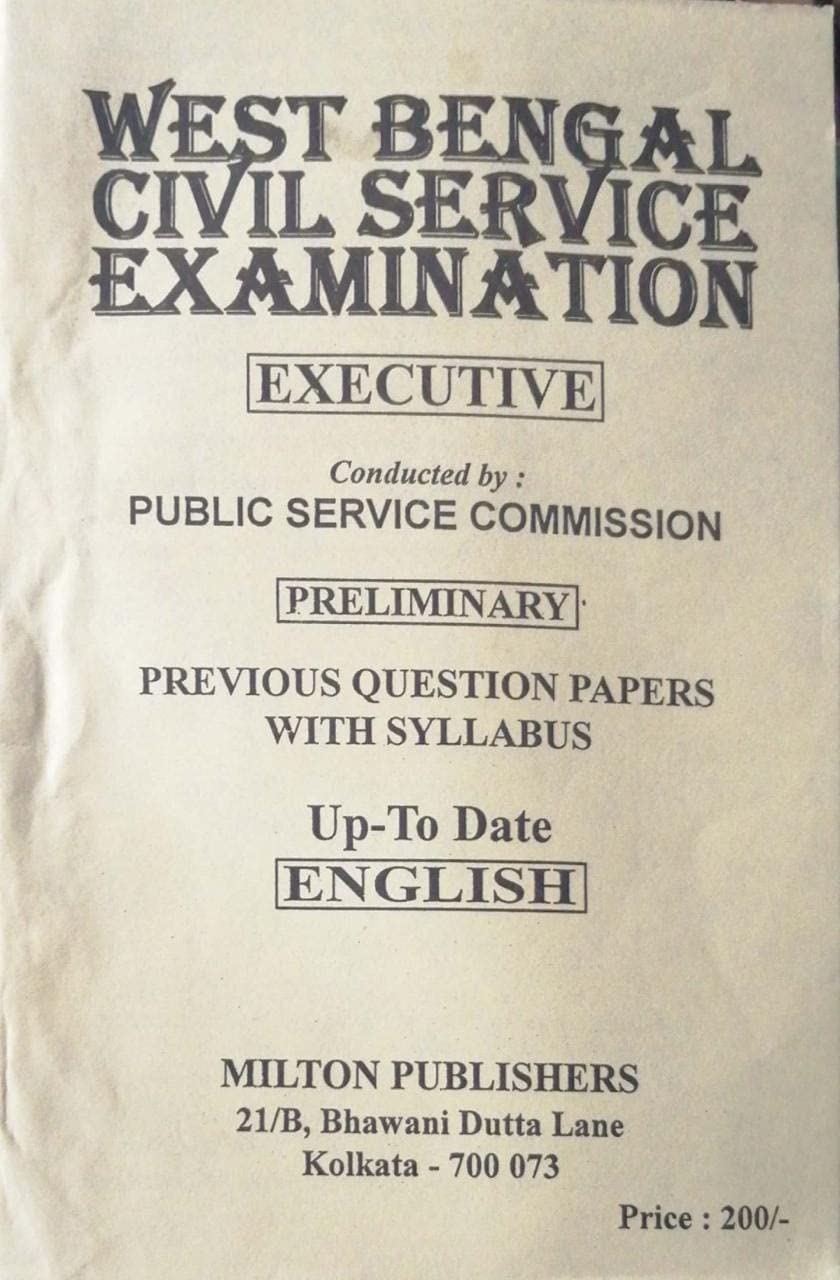 WEST BENGAL
CIVIL SERVICE
EXAMINATION
EXECUTIVE
Conducted by :
PUBLIC SERVICE COMMISSION
PRELIMINARY
PREVIOUS QUESTION PAPERS
WITH SYLLABUS
Up-To Date
ENGLISH
MILTON PUBLISHERS
21/B, Bhawani Dutta Lane
Kolkata - 700 073
Price : 200/-